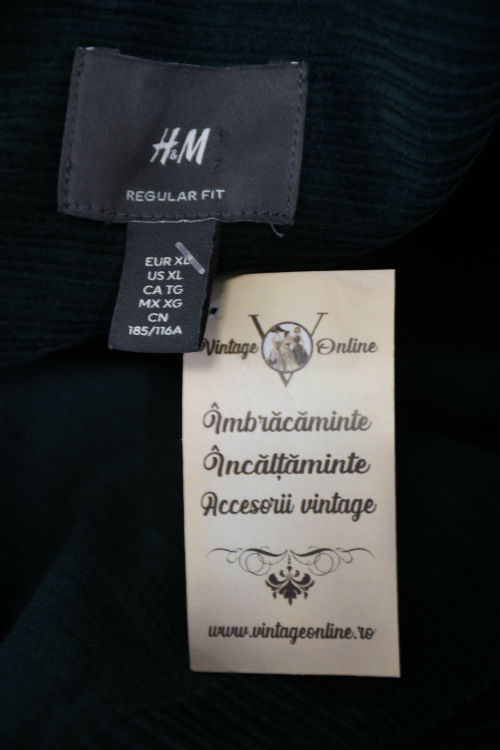 H&M
REGULAR FIT
EUR XL
US XL
CA TG
MX XG
CN
185/116A
Vintage Online
Îmbrăcăminte
Încălțăminte
Accesorii vintage
www.vintageonline.ro